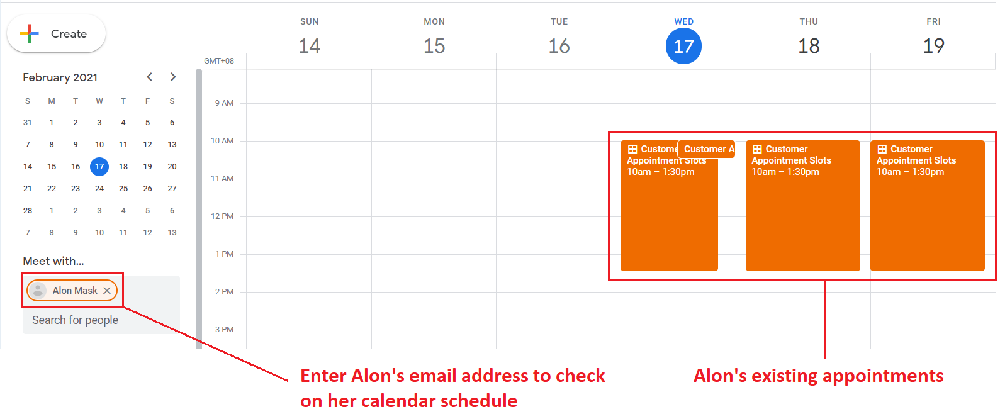 Create
SUN MON TUE WED THU FRI
14 15 16 17 18 19
GMT+08
February 2021
S M T W T F S
31 1 2 3 4 5 6
7 8 9 10 11 12 13
14 15 16 17 18 19 20
21 22 23 24 25 26 27
28 1 2 3 4 5 6
7 8 9 10 11 12 13
Meet with...
Alon Mask
Search for people
9 AM
10 AM
11 AM
12 PM
1 PM
2 PM
3 PM
Custome
Appointment Slots
10am – 1:30pm
Customer A
Customer
Appointment Slots
10am – 1:30pm
Customer
Appointment Slots
10am – 1:30pm
Enter Alon's email address to check
on her calendar schedule
Alon's existing appointments